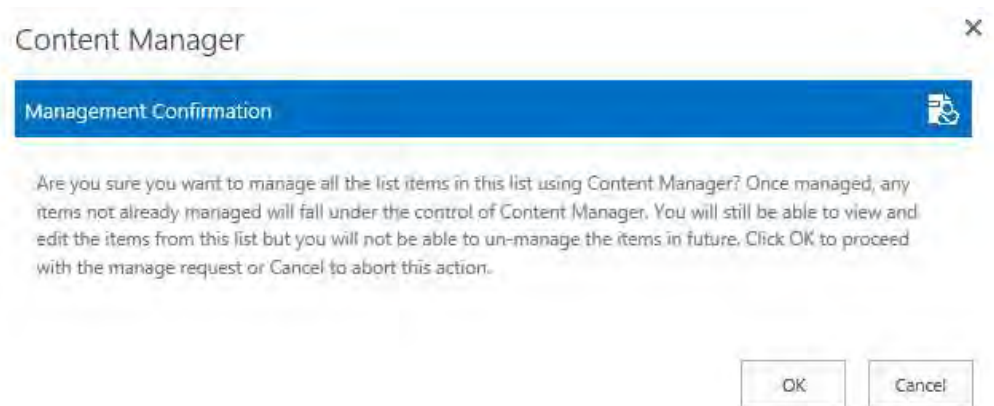 Content Manager
Management Confirmation
Are you sure you want to manage all the list items in this list using Content Manager? Once managed, any
items not already managed will fall under the control of Content Manager. You will still be able to view and
edit the items from this list but you will not be able to un-manage the items in future. Click OK to proceed
with the manage request or Cancel to abort this action.
OK Cancel